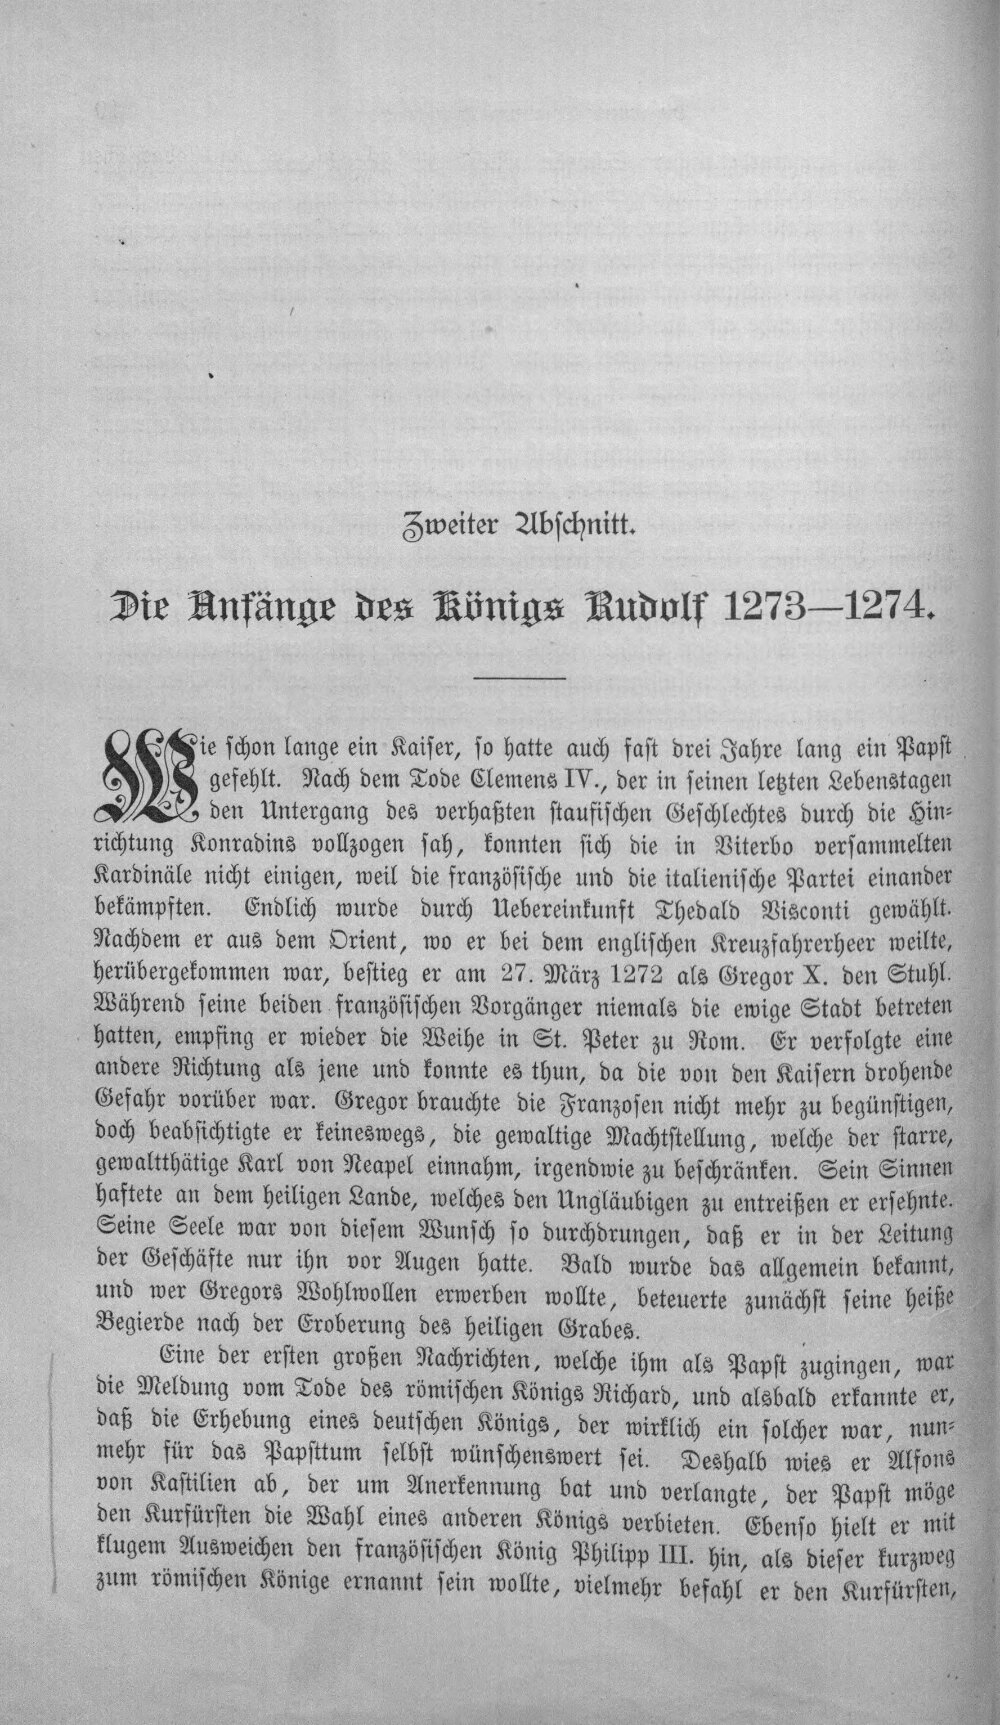 Zweiter Abschnitt.
Die Anfänge des Königs Rudolf 1273—1274.
Wie schon lange ein Kaiser, so hatte auch fast drei Jahre lang ein Papst
gefehlt. Nach dem Tode Clemens IV., der in seinen letzten Lebenstagen
den Untergang des verhaßten staufischen Geschlechtes durch die Hin-
richtung Konradins vollzogen sah, konnten sich die in Viterbo versammelten
Kardinäle nicht einigen, weil die französische und die italienische Partei einander
bekämpften. Endlich wurde durch Uebereinkunft Thedald Visconti gewählt.
Nachdem er aus dem Orient, wo er bei dem englischen Kreuzfahrerheer weilte,
herübergekommen war, bestieg er am 27. März 1272 als Gregor X. den Stuhl.
Während seine beiden französischen Vorgänger niemals die ewige Stadt betreten
hatten, empfing er wieder die Weihe in St. Peter zu Rom. Er verfolgte eine
andere Richtung als jene und konnte es thun, da die von den Kaisern drohende
Gefahr vorüber war. Gregor brauchte die Franzosen nicht mehr zu begünstigen,
doch beabsichtigte er keineswegs, die gewaltige Machtstellung, welche der starre,
gewaltthätige Karl von Neapel einnahm, irgendwie zu beschränken. Sein Sinnen
haftete an dem heiligen Lande, welches den Ungläubigen zu entreißen er ersehnte.
Seine Seele war von diesem Wunsch so durchdrungen, daß er in der Leitung
der Geschäfte nur ihn vor Augen hatte. Bald wurde das allgemein bekannt,
und wer Gregors Wohlwollen erwerben wollte, beteuerte zunächst seine heiße
Begierde nach der Eroberung des heiligen Grabes.
Eine der ersten großen Nachrichten, welche ihm als Papst zugingen, war
die Meldung vom Tode des römischen Königs Richard, und alsbald erkannte er,
daß die Erhebung eines deutschen Königs, der wirklich ein solcher war, nun-
mehr für das Papsttum selbst wünschenswert sei. Deshalb wies er Alfons
von Kastilien ab, der um Anerkennung bat und verlangte, der Papst möge
den Kurfürsten die Wahl eines anderen Königs verbieten. Ebenso hielt er mit
klugem Ausweichen den französischen König Philipp III. hin, als dieser kurzweg
zum römischen Könige ernannt sein wollte, vielmehr befahl er den Kurfürsten,